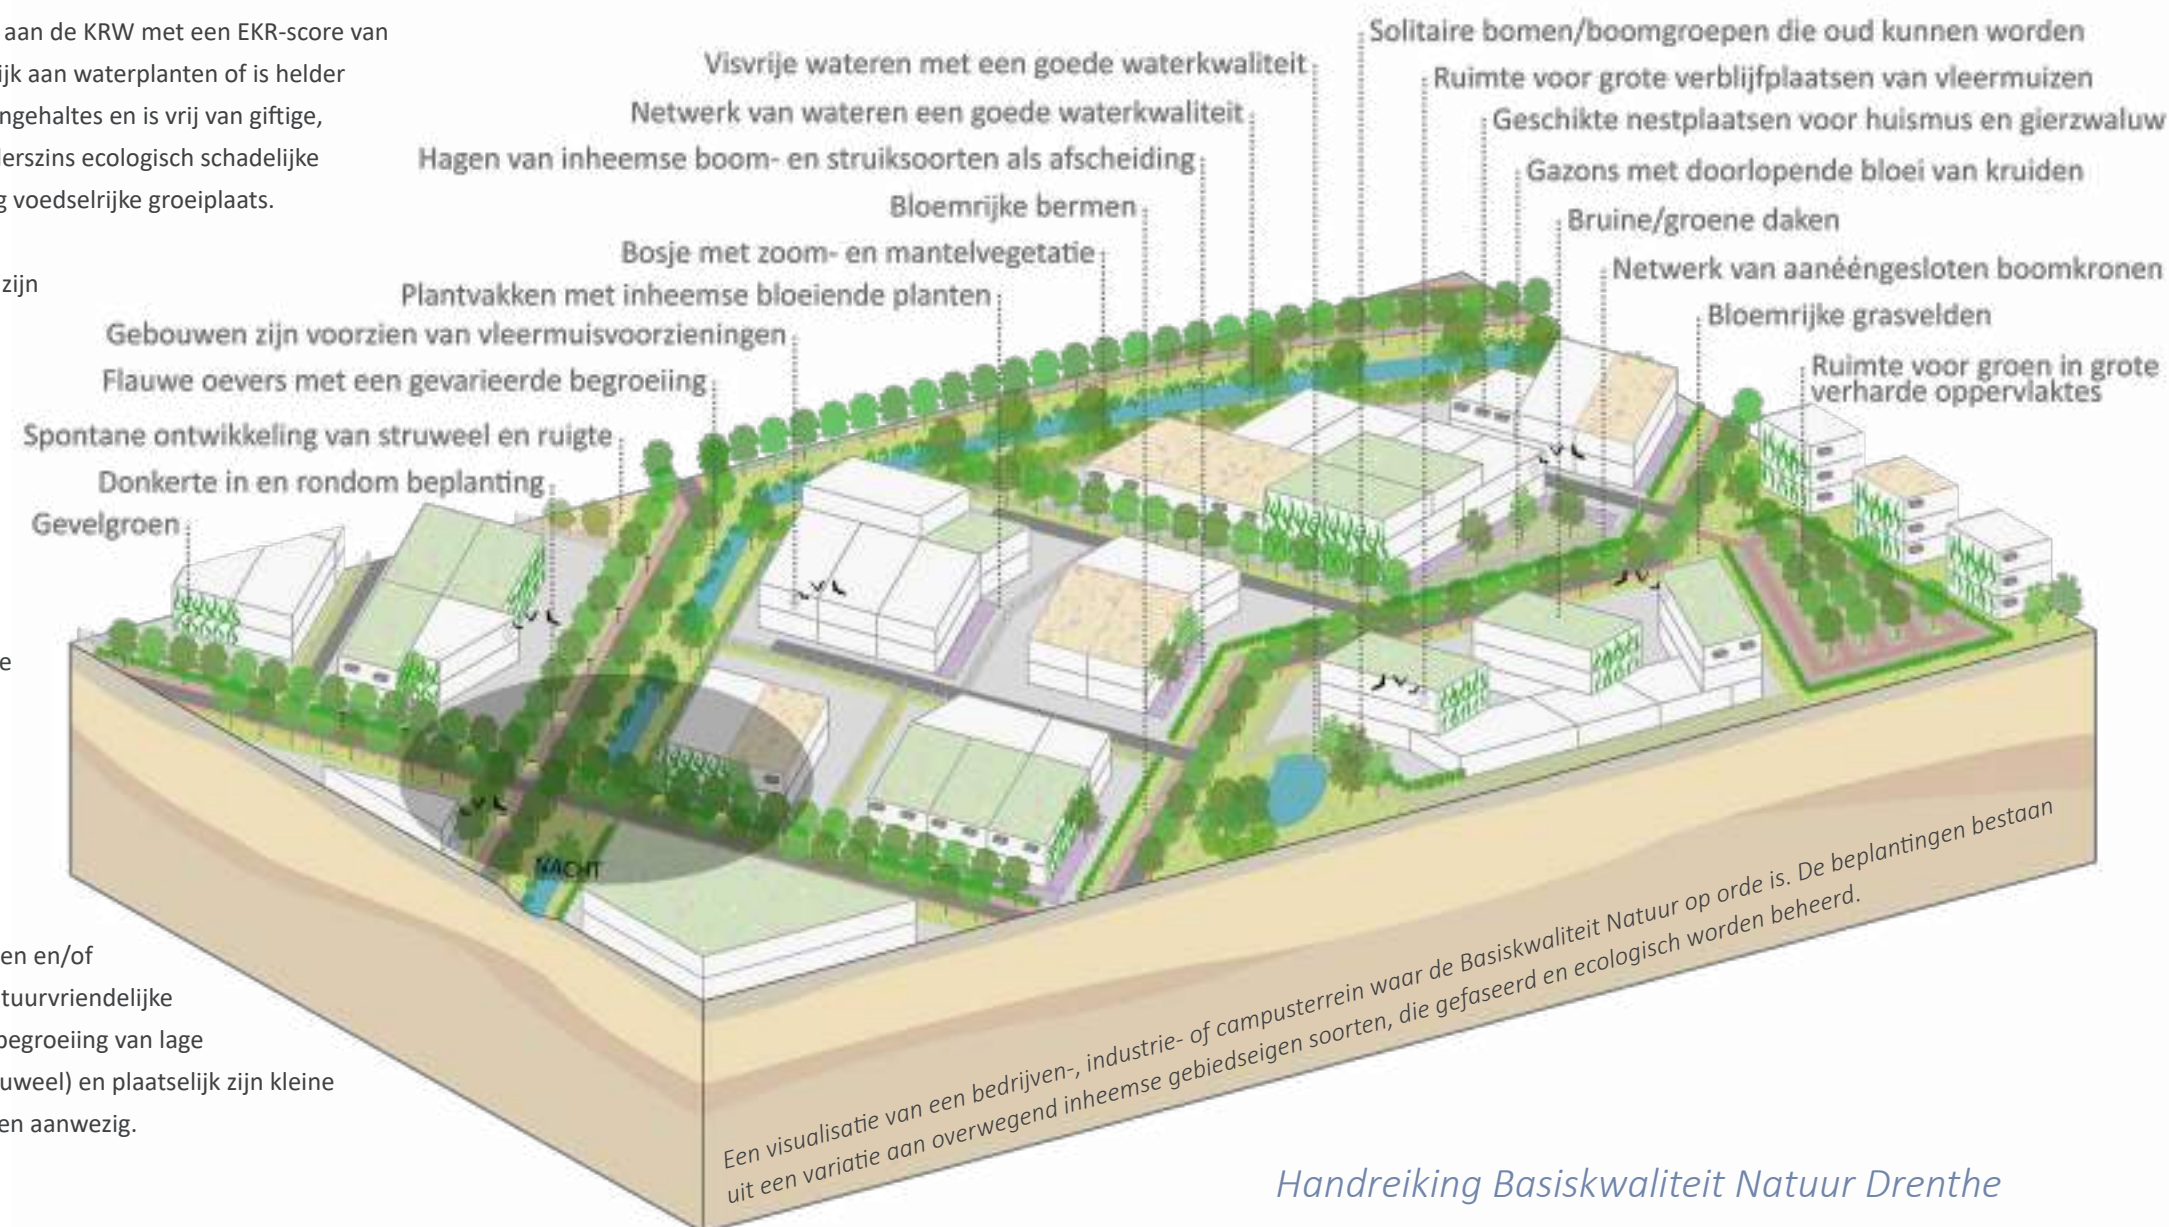 aan de KRW met een EKR-score van
ijk aan waterplanten of is helder
ngehaltes en is vrij van giftige,
derszins ecologisch schadelijke
g voedselrijke groeiplaats.
zijn
e
en en/of
tuurvriendelijke
begroeiing van lage
uweel) en plaatselijk zijn kleine
en aanwezig.
Visvrije wateren met een goede waterkwaliteit
Netwerk van wateren een goede waterkwaliteit
Hagen van inheemse boom- en struiksoorten als afscheiding
Bloemrijke bermen
Bosje met zoom- en mantelvegetatie
Plantvakken met inheemse bloeiende planten
Gebouwen zijn voorzien van vleermuisvoorzieningen
Flauwe oevers met een gevarieerde begroeiing
Spontane ontwikkeling van struweel en ruigte
Donkerte in en rondom beplanting
Gevelgroen
Solitaire bomen/boomgroepen die oud kunnen worden
Ruimte voor grote verblijfplaatsen van vleermuizen
Geschikte nestplaatsen voor huismus en gierzwaluw
Gazons met doorlopende bloei van kruiden
Bruine/groene daken
Netwerk van aanééngesloten boomkronen
Bloemrijke grasvelden
Ruimte voor groen in grote
verharde oppervlaktes
NACHT
Een visualisatie van een bedrijven-, industrie- of campusterrein waar de Basiskwaliteit Natuur op orde is. De beplantingen bestaan
uit een variatie aan overwegend inheemse gebiedseigen soorten, die gefaseerd en ecologisch worden beheerd.
Handreiking Basiskwaliteit Natuur Drenthe